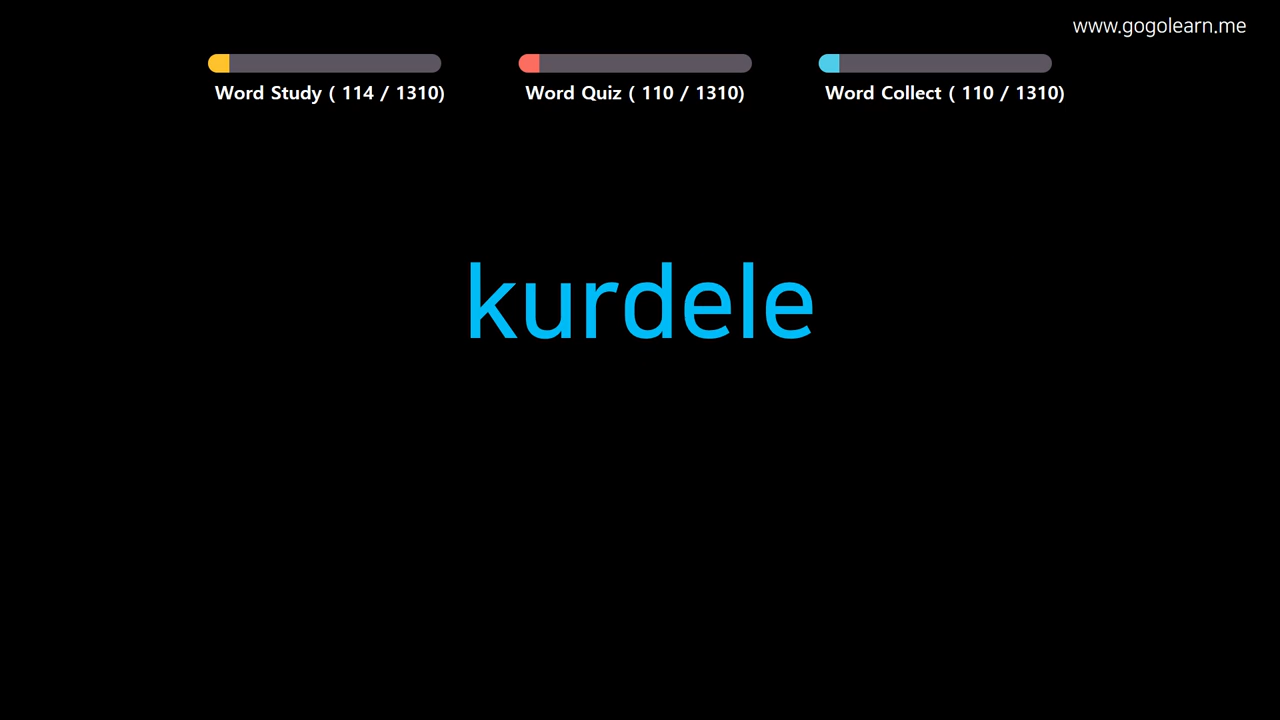 www.gogolearn.me
Word Study ( 114 / 1310)
Word Quiz ( 110 / 1310)
Word Collect ( 110 / 1310)
kurdele